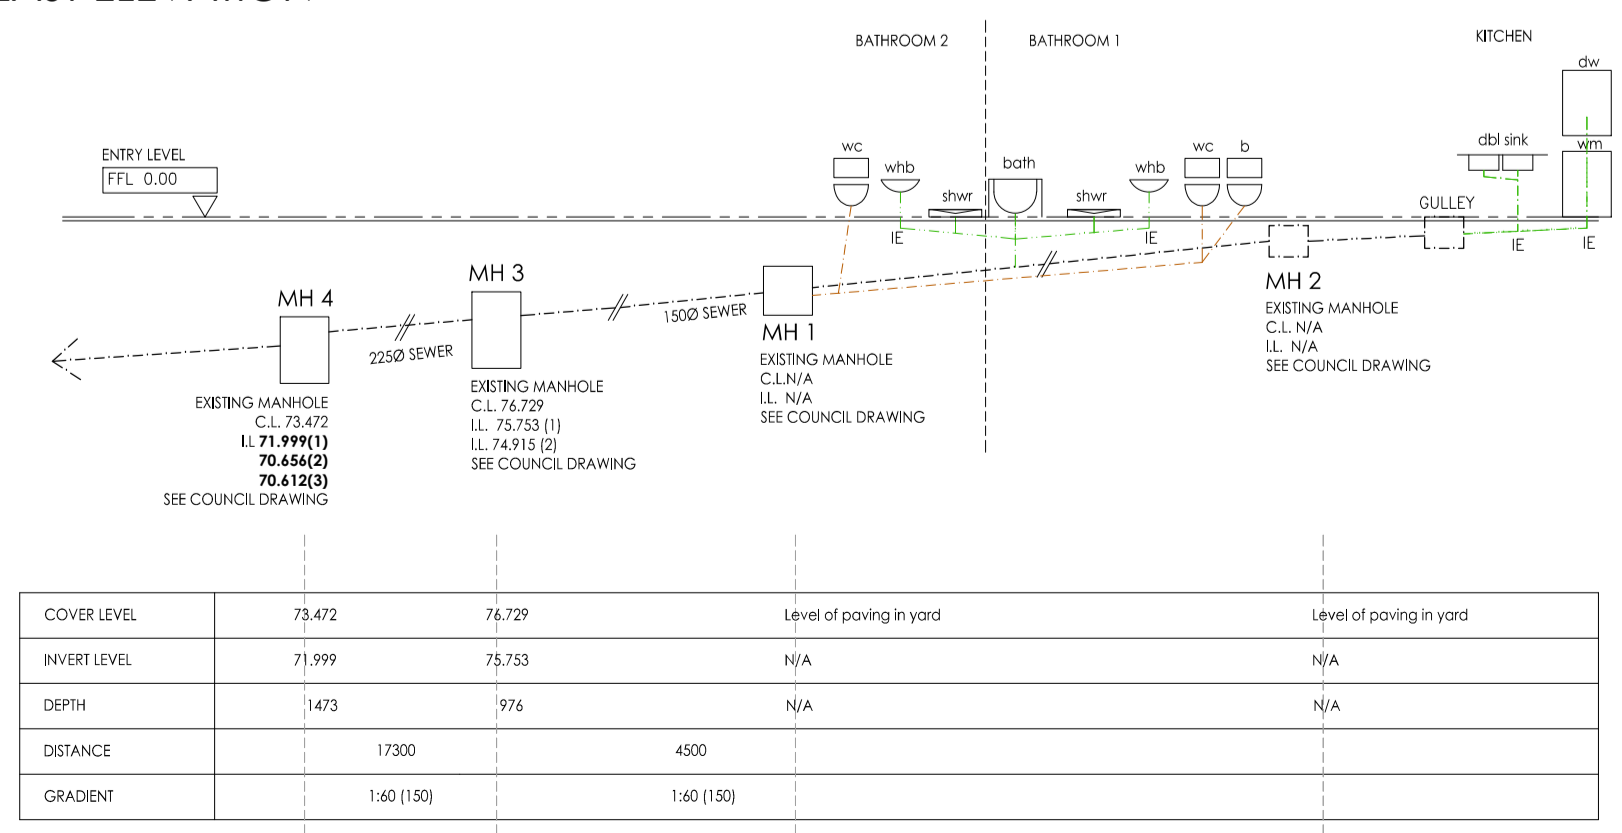 BATHROOM 2
BATHROOM 1
KITCHEN
dw
wm
dbl sink
GULLEY
IE
IE
b
wc
whb
IE
shwr
bath
shwr
whb
IE
wc
ENTRY LEVEL
FFL 0.00
MH 4
EXISTING MANHOLE
C.L. 73.472
I.L 71.999(1)
70.656(2)
70.612(3)
SEE COUNCIL DRAWING
225Ø SEWER
MH 3
EXISTING MANHOLE
C.L. 76.729
I.L. 75.753 (1)
I.L. 74.915 (2)
SEE COUNCIL DRAWING
150Ø SEWER
MH 1
EXISTING MANHOLE
C.L.N/A
I.L. N/A
SEE COUNCIL DRAWING
MH 2
EXISTING MANHOLE
C.L. N/A
I.L. N/A
SEE COUNCIL DRAWING
COVER LEVEL 73.472 76.729 Level of paving in yard Level of paving in yard
INVERT LEVEL 71.999 75.753 N/A N/A
DEPTH 1473 976 N/A N/A
DISTANCE 17300 4500
GRADIENT 1:60 (150) 1:60 (150)